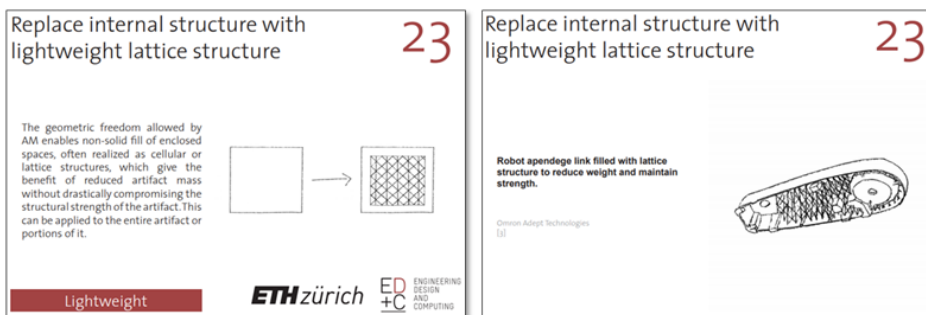 Replace internal structure with
lightweight lattice structure
23
The geometric freedom allowed by
AM enables non-solid fill of enclosed
spaces, often realized as cellular or
lattice structures, which give the
benefit of reduced artifact mass
without drastically compromising the
structural strength of the artifact. This
can be applied to the entire artifact or
portions of it.
Lightweight
ETH zürich
ED
+C
ENGINEERING
DESIGN
AND
COMPUTING
Replace internal structure with
lightweight lattice structure
23
Robot apendege link filled with lattice
structure to reduce weight and maintain
strength.
Omron Adept Technologies
[3]